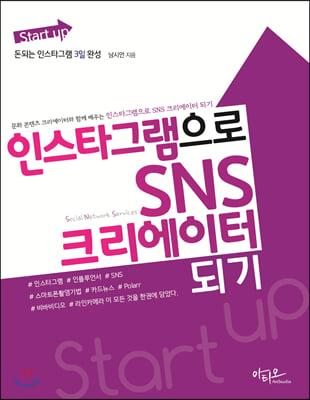 Start up
돈되는 인스타그램 3일 완성 남시언 지음
문화 콘텐츠 크리에이터와 함께 배우는 인스타그램으로 SNS 크리에이터 되기
인스타그램으로
SNS
Social Network Services
크리에이터
되기
# 인스타그램 # 인플루언서 # SNS
# 스마트폰촬영기법 # 카드뉴스 # Polarr
# 비바비디오 # 라인카메라 이 모든 것을 한권에 담았다.
Start up
아티오
ArtStudio